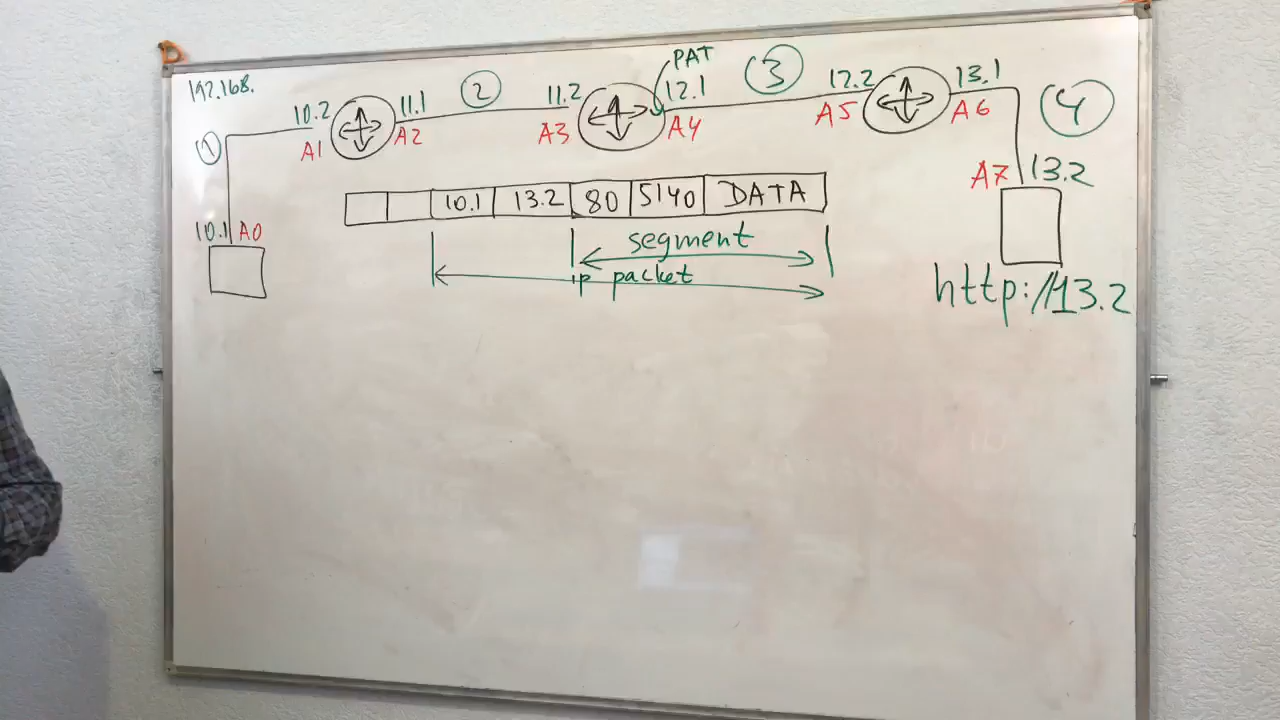 192.168.
PAT
10.2 11.1 ② 11.2 12.1 ③ 12.2 13.1 ④
① A1 A2 A3 A4 A5 A6
A7 13.2
10.1 13.2 80 5140 DATA
10.1 A0
segment
ip packet
http://13.2